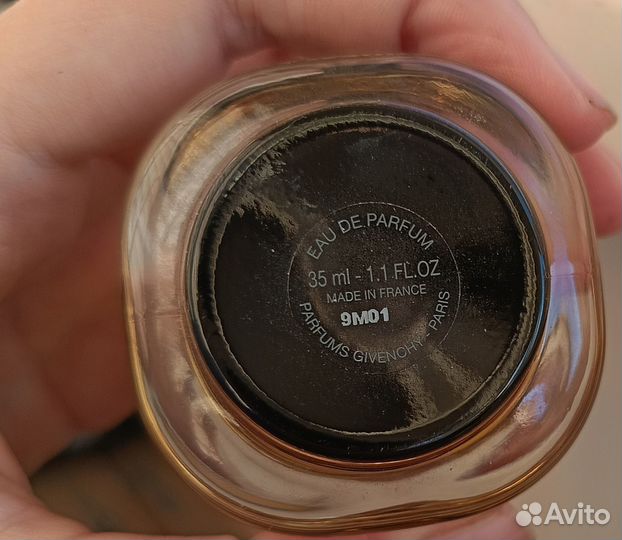 EAU DE PARFUM
35 ml - 1.1 FL.OZ
MADE IN FRANCE
9M01
PARFUMS GIVENCHY - PARIS
Avito